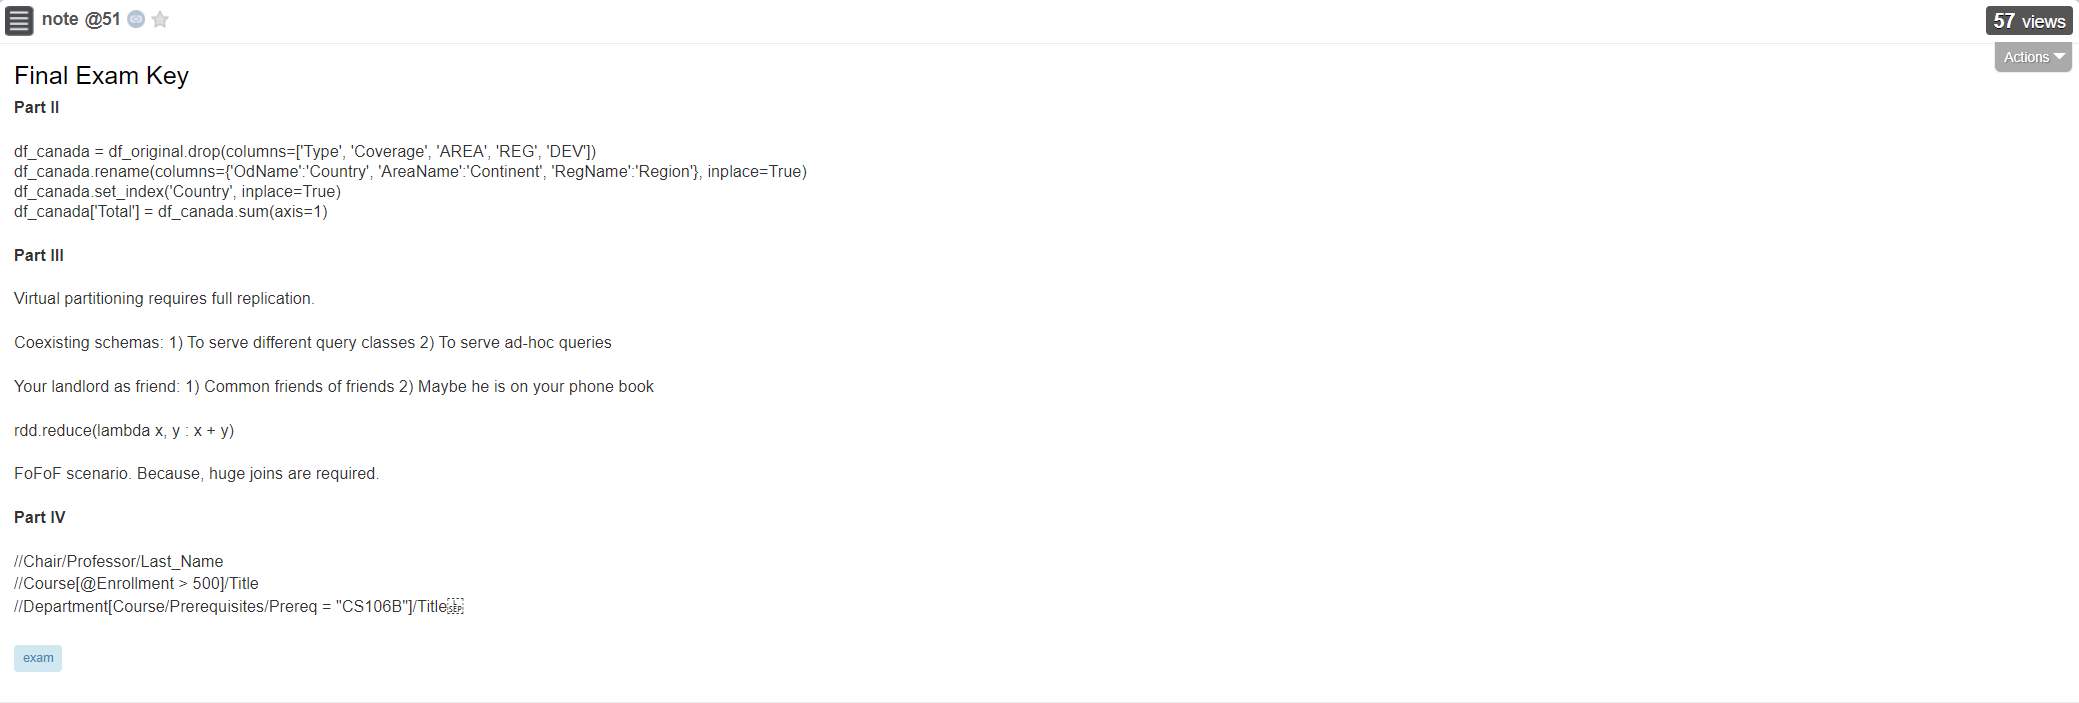 note @51
57 views
Actions
Final Exam Key
Part II
df_canada = df_original.drop(columns=['Type', 'Coverage', 'AREA', 'REG', 'DEV'])
df_canada.rename(columns={'OdName':'Country', 'AreaName':'Continent', 'RegName':'Region'}, inplace=True)
df_canada.set_index('Country', inplace=True)
df_canada['Total'] = df_canada.sum(axis=1)
Part III
Virtual partitioning requires full replication.
Coexisting schemas: 1) To serve different query classes 2) To serve ad-hoc queries
Your landlord as friend: 1) Common friends of friends 2) Maybe he is on your phone book
rdd.reduce(lambda x, y : x + y)
FoFoF scenario. Because, huge joins are required.
Part IV
//Chair/Professor/Last_Name
//Course[@Enrollment > 500]/Title
//Department[Course/Prerequisites/Prereq = "CS106B"]/Title
exam